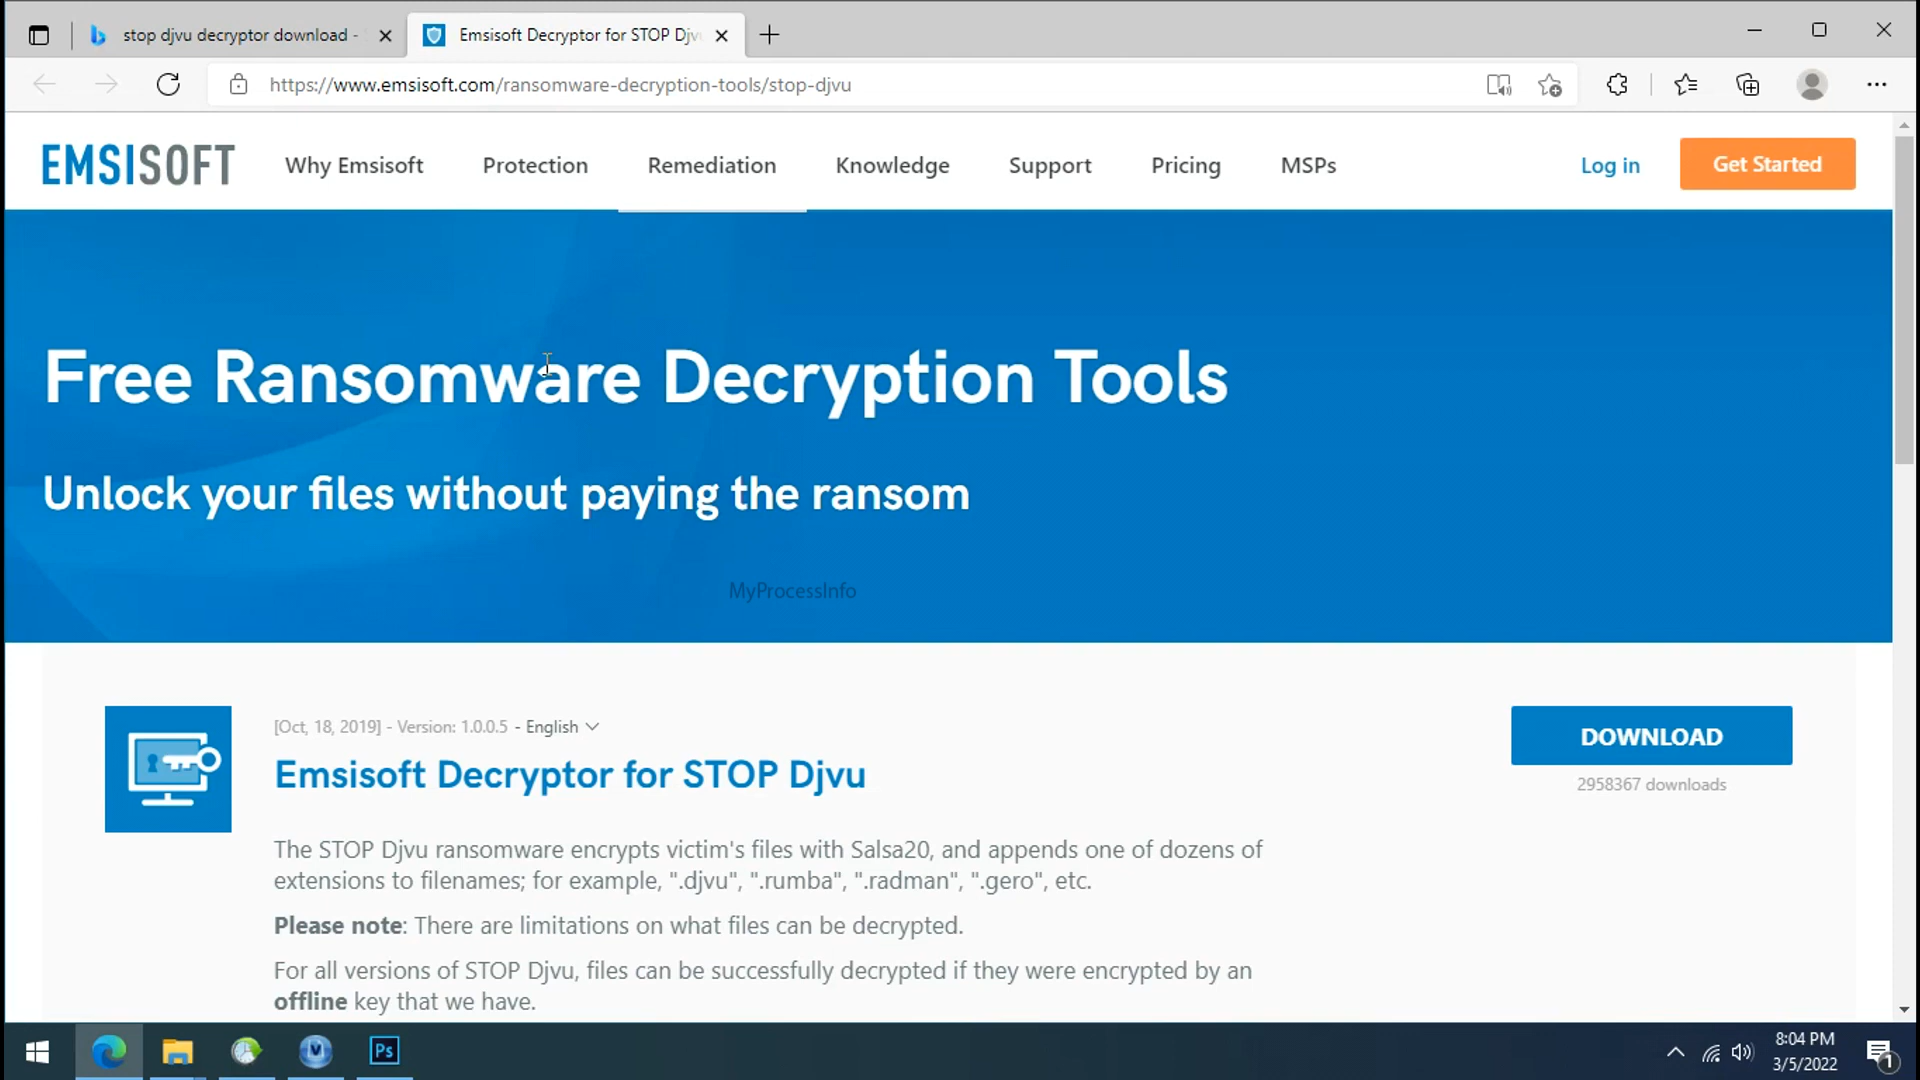 stop djvu decryptor download -
Emsisoft Decryptor for STOP Djv
https://www.emsisoft.com/ransomware-decryption-tools/stop-djvu
EMSISOFT
Why Emsisoft
Protection
Remediation
Knowledge
Support
Pricing
MSPs
Log in
Get Started
Free Ransomware Decryption Tools
Unlock your files without paying the ransom
MyProcessInfo
[Oct, 18, 2019] - Version: 1.0.0.5 - English
DOWNLOAD
Emsisoft Decryptor for STOP Djvu
2958367 downloads
The STOP Djvu ransomware encrypts victim's files with Salsa20, and appends one of dozens of
extensions to filenames; for example, ".djvu", ".rumba", ".radman", ".gero", etc.
Please note: There are limitations on what files can be decrypted.
For all versions of STOP Djvu, files can be successfully decrypted if they were encrypted by an
offline key that we have.
Ps
8:04 PM
3/5/2022
1